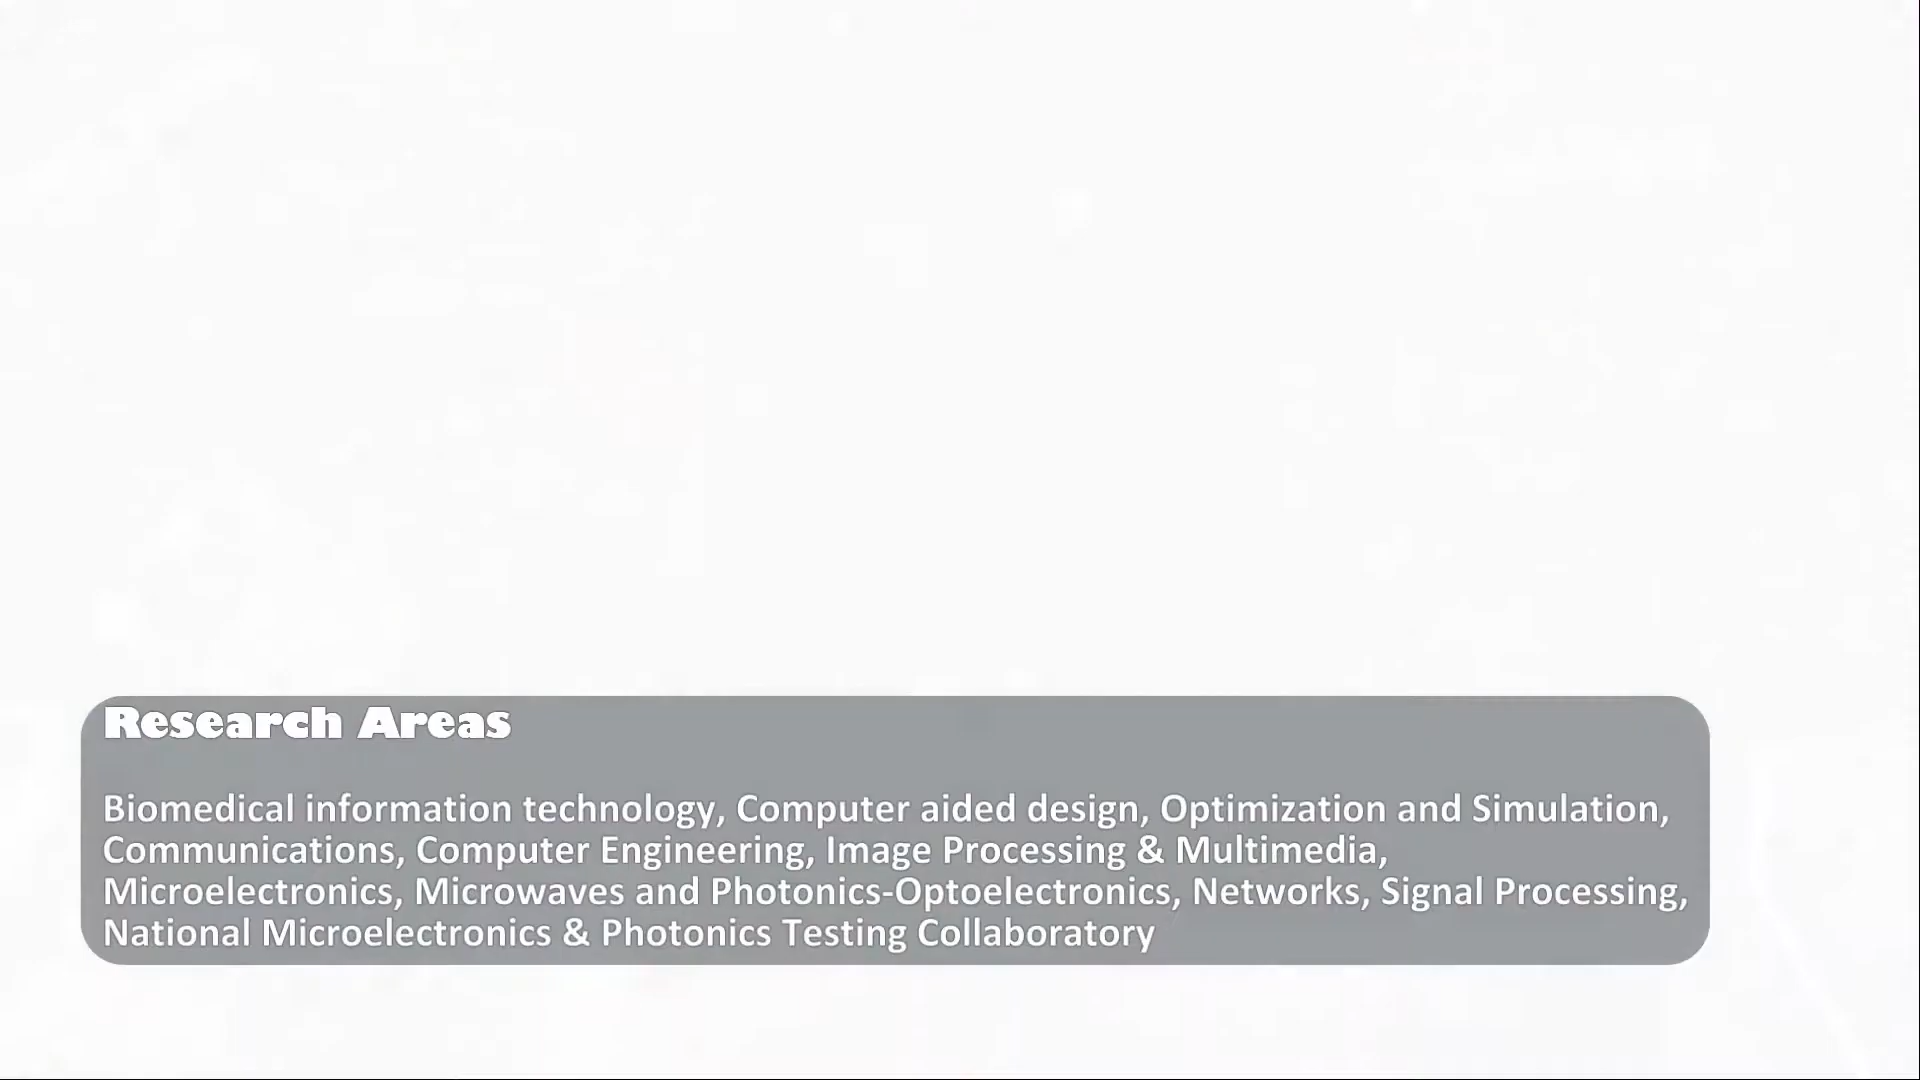 Research Areas
Biomedical information technology, Computer aided design, Optimization and Simulation,
Communications, Computer Engineering, Image Processing & Multimedia,
Microelectronics, Microwaves and Photonics-Optoelectronics, Networks, Signal Processing,
National Microelectronics & Photonics Testing Collaboratory